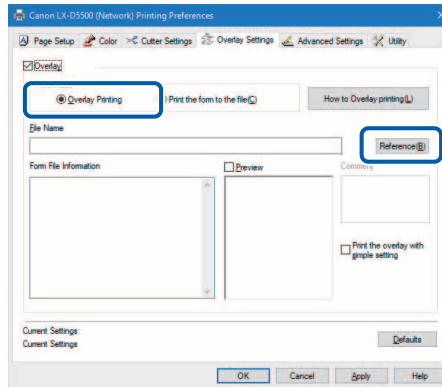 Canon LX-D5500 (Network) Printing Preferences
Page Setup Color Cutter Settings Overlay Settings Advanced Settings Utility
Overlay
Overlay Printing Print the form to the file(C) How to Overlay printing(L)
File Name
Reference(R)
Form File Information Preview Comment
Print the overlay with
simple setting
Current Settings:
Current Settings
Defaults
OK Cancel Apply Help